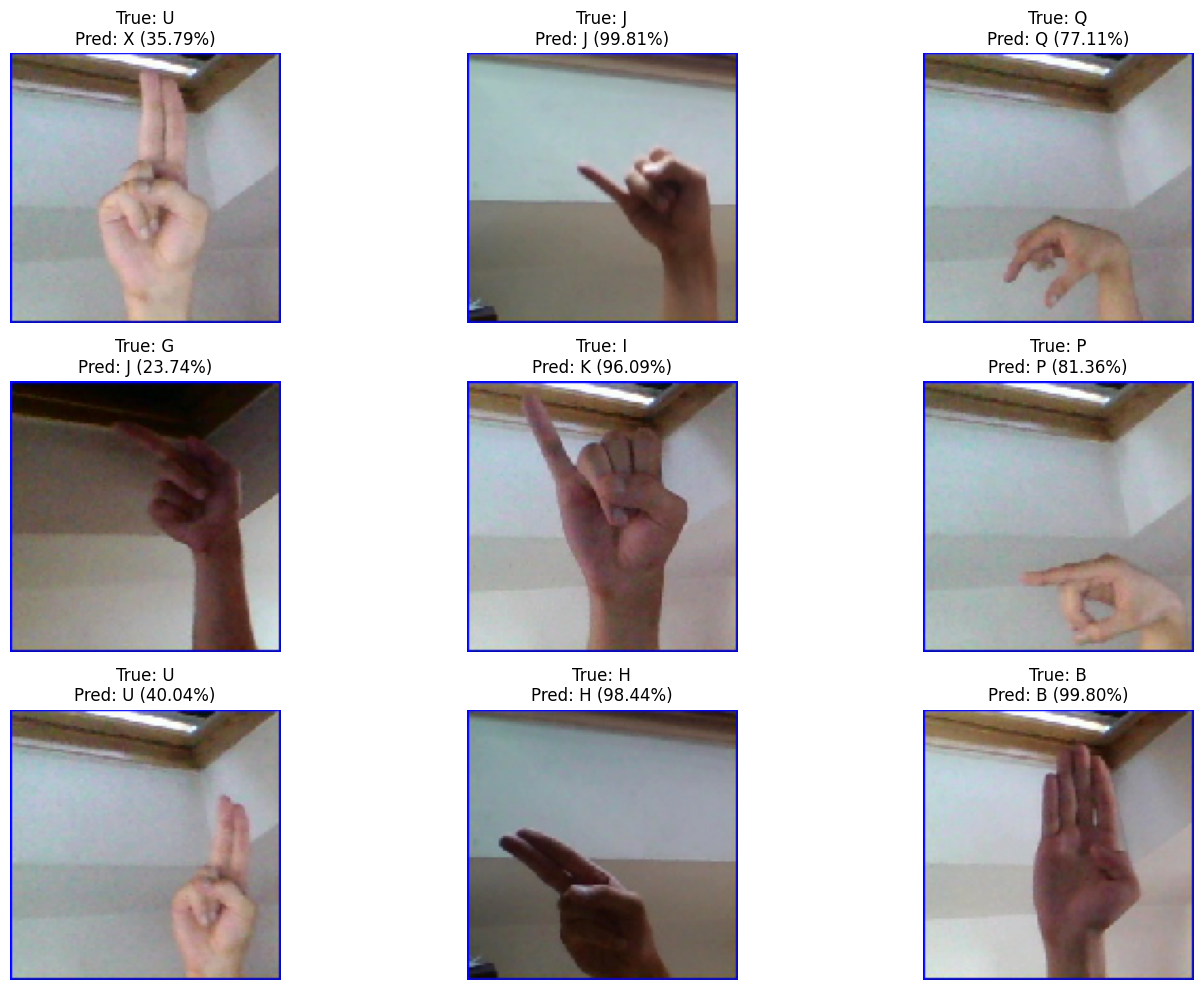 True: U
Pred: X (35.79%)
True: J
Pred: J (99.81%)
True: Q
Pred: Q (77.11%)
True: G
Pred: J (23.74%)
True: I
Pred: K (96.09%)
True: P
Pred: P (81.36%)
True: U
Pred: U (40.04%)
True: H
Pred: H (98.44%)
True: B
Pred: B (99.80%)